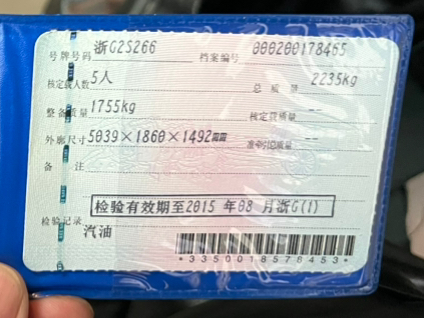 号牌号码 浙G2S266 档案编号 000200178465
核定载人数 5人 总质量 2235kg
整备质量 1755kg 核定载质量 --
外廓尺寸 5039×1860×1492mm 准牵引总质量 --
备注
检验有效期至2015 年08 月浙G(1)
检验记录
汽油
*3350018578453*